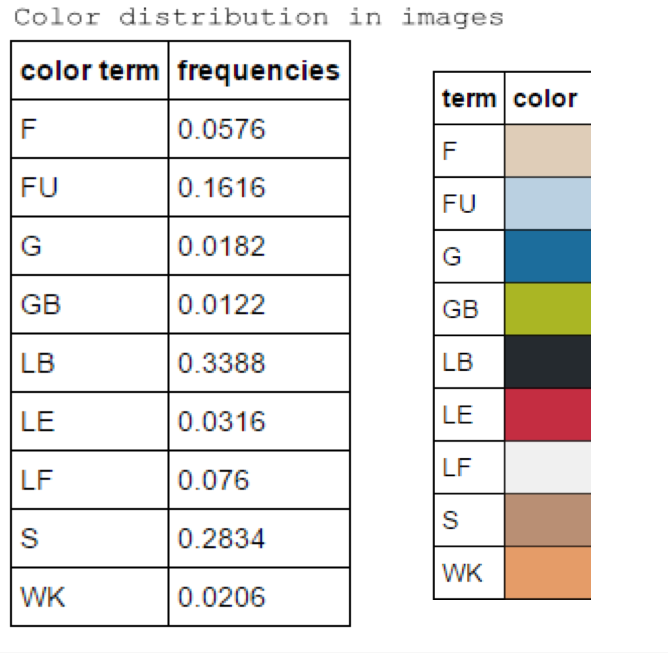 Color distribution in images
color term frequencies
F 0.0576
FU 0.1616
G 0.0182
GB 0.0122
LB 0.3388
LE 0.0316
LF 0.076
S 0.2834
WK 0.0206
term color
F
FU
G
GB
LB
LE
LF
S
WK